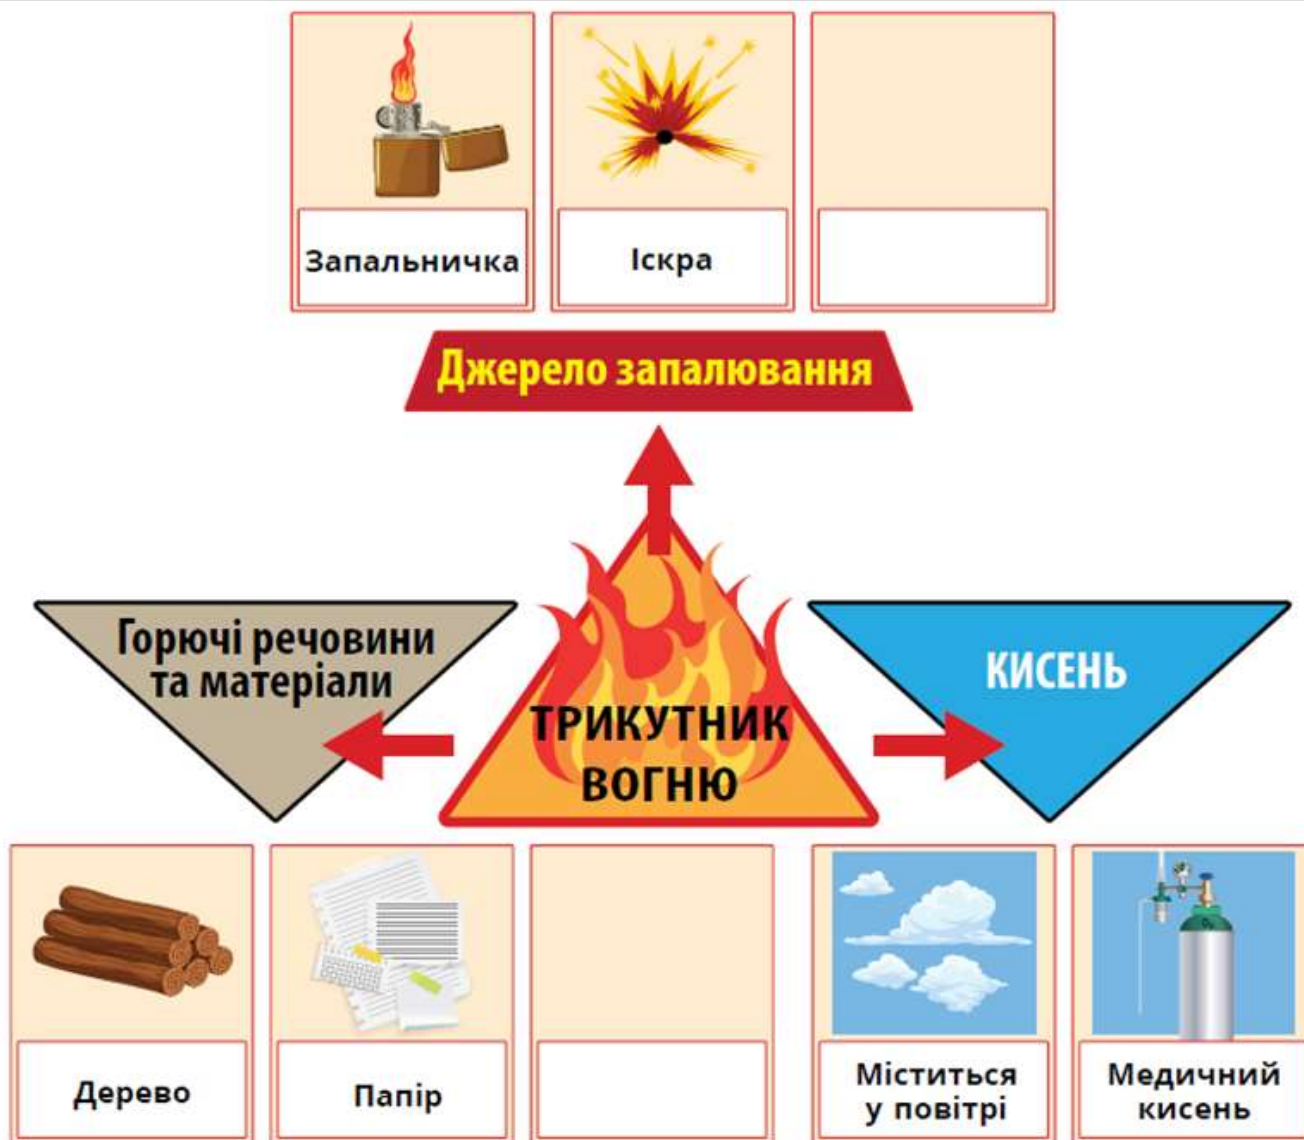 Запальничка
Іскра
Джерело запалювання
Горючі речовини
та матеріали
ТРИКУТНИК
ВОГНЮ
КИСЕНЬ
Дерево
Папір
Міститься
у повітрі
Медичний
кисень